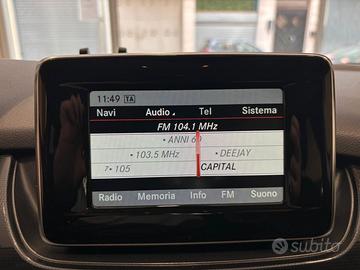 11:49 TA
Navi Audio Tel Sistema
FM 104.1 MHz
• ANNI 60
• 103.5 MHz • DEEJAY
7• 105 CAPITAL
Radio Memoria Info FM Suono
subito